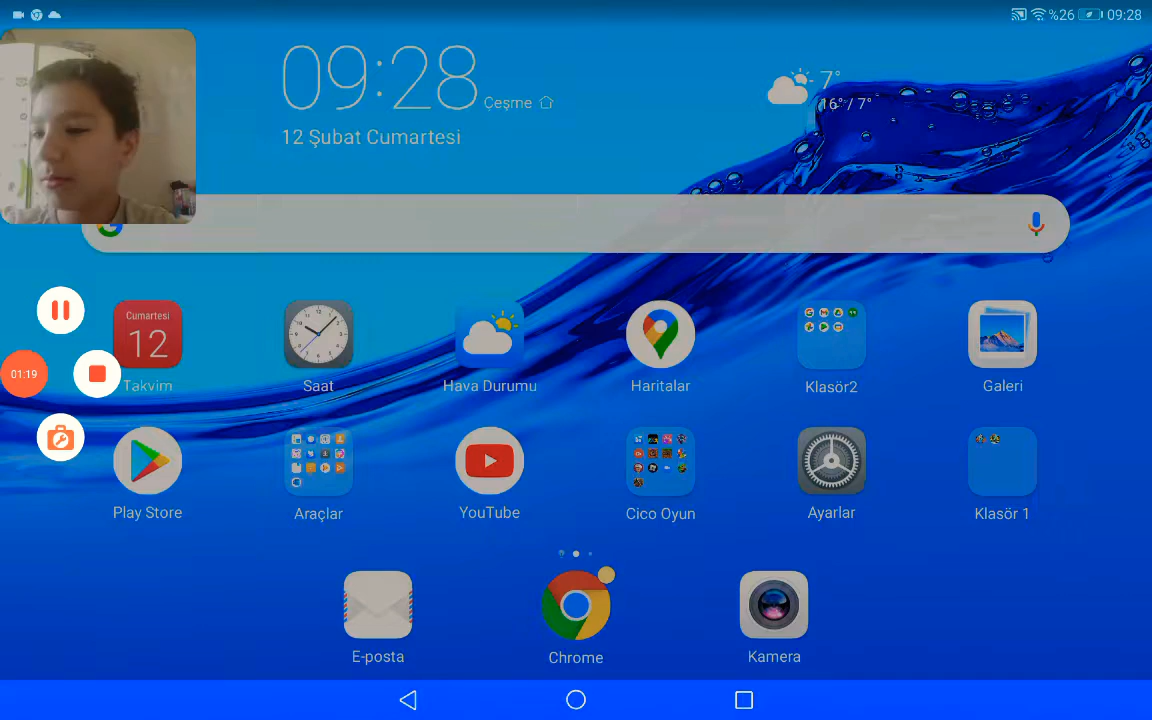 %26 09:28
09:28
Çeşme
12 Şubat Cumartesi
7°
16° / 7°
Cumartesi
12
Takvim
Saat
Hava Durumu
Haritalar
Klasör2
Galeri
01:19
Play Store
Araçlar
YouTube
Cico Oyun
Ayarlar
Klasör 1
E-posta
Chrome
Kamera